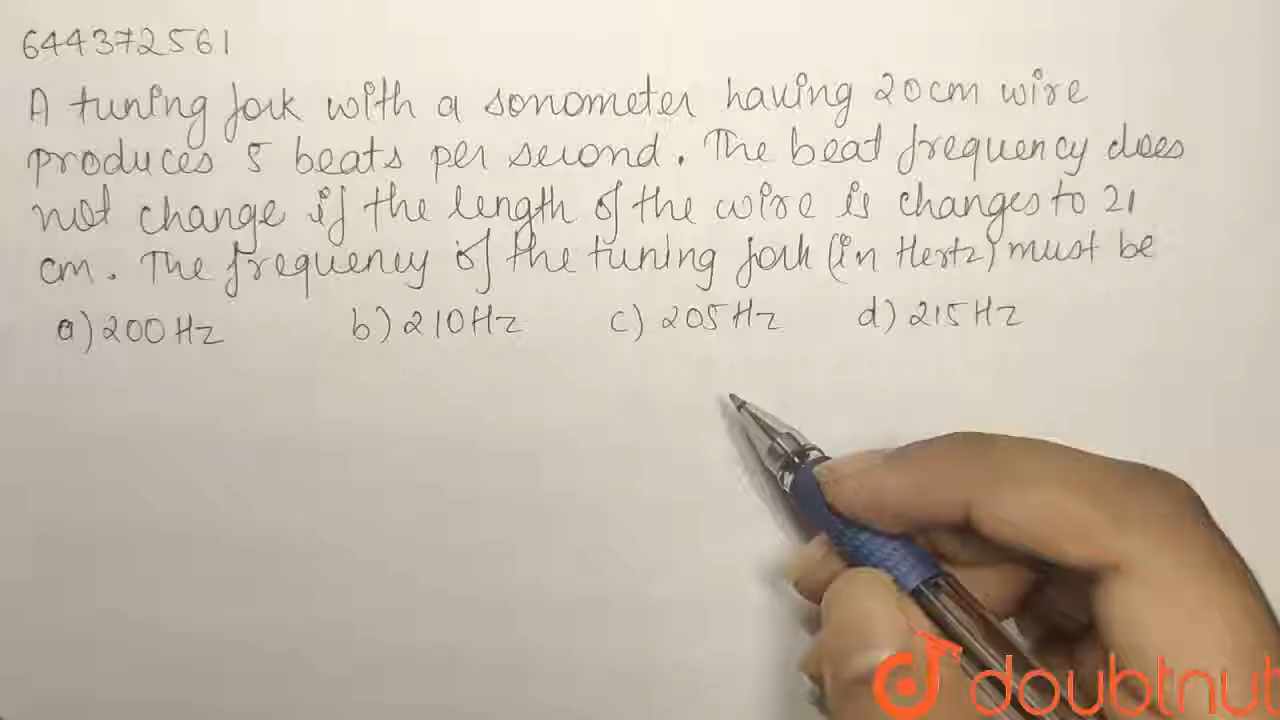 644372561
A tuning fork with a sonometer having 20cm wire
produces 5 beats per second. The beat frequency does
not change if the length of the wire is changes to 21
cm. The frequency of the tuning fork (in Hertz) must be
a) 200 Hz b) 210 Hz c) 205 Hz d) 215 Hz
doubtnut